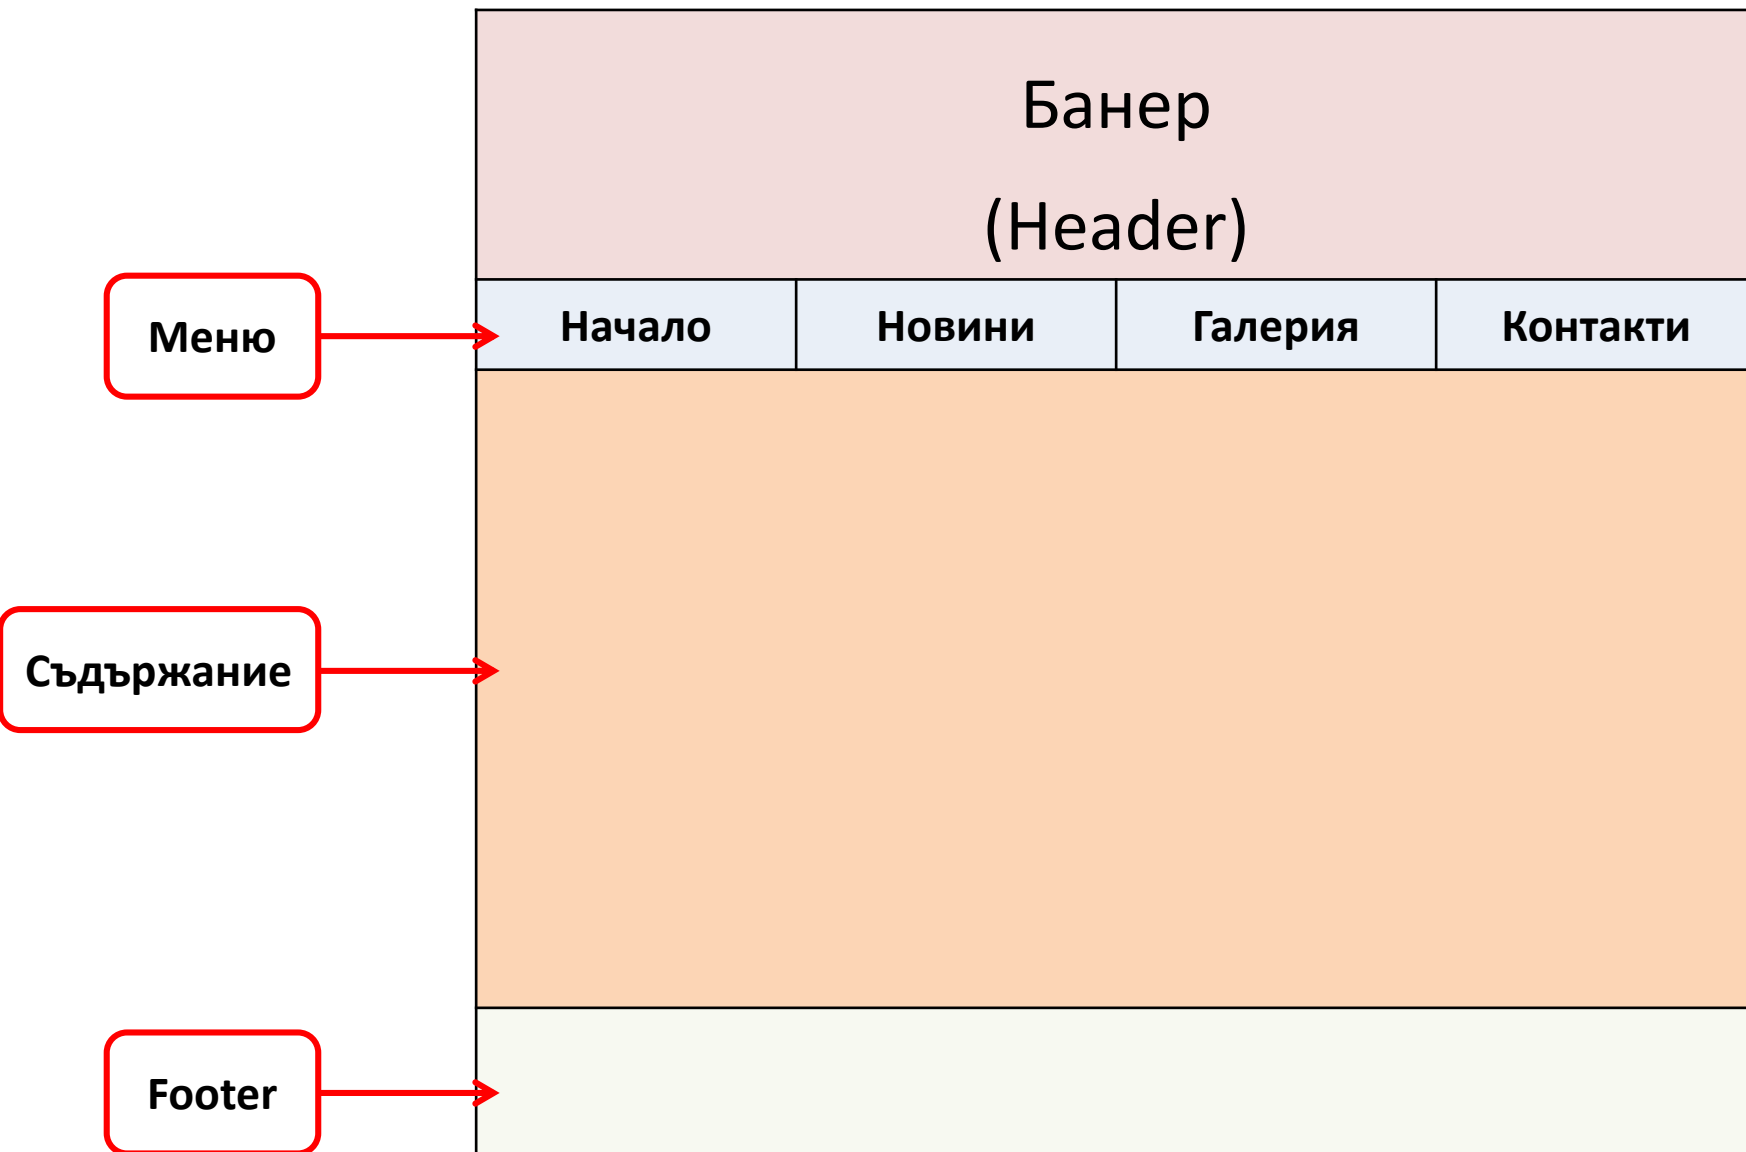 Банер
(Header)
Меню
Начало
Новини
Галерия
Контакти
Съдържание
Footer